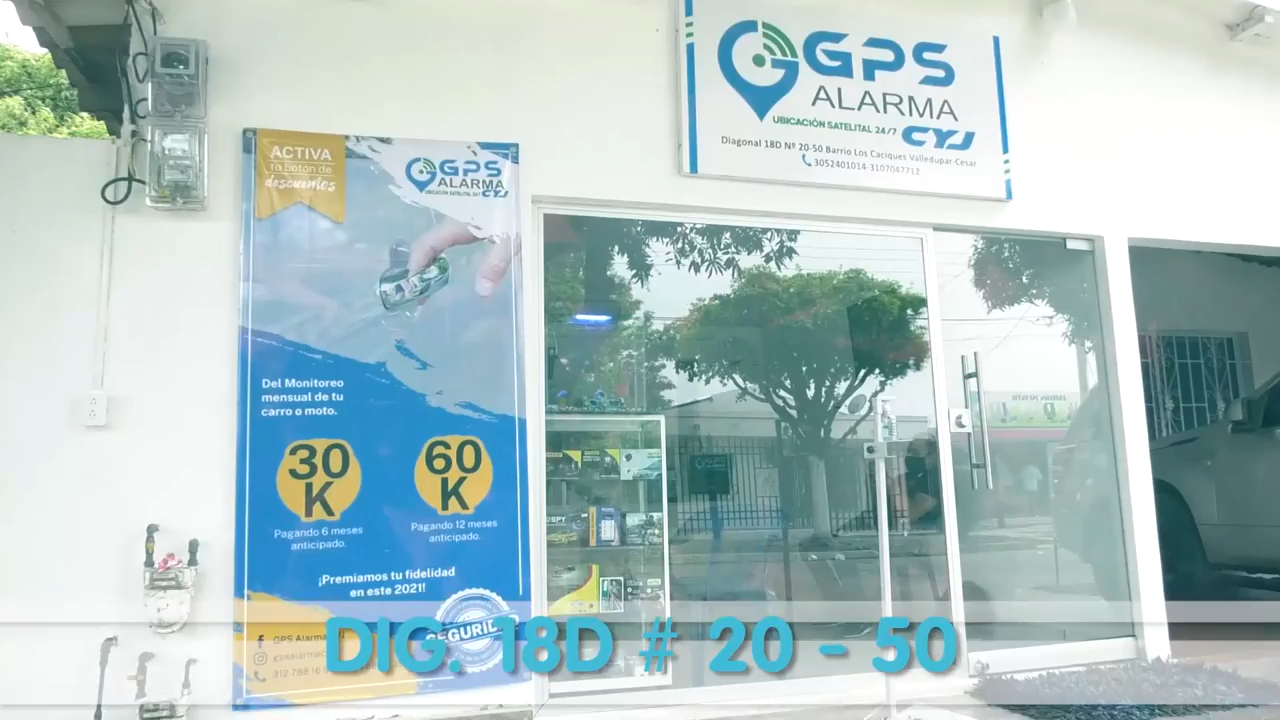 GPS
ALARMA
UBICACIÓN SATELITAL 24/7 CYJ
Diagonal 18D Nº 20-50 Barrio Los Caciques Valledupar-Cesar
3052401014-3107047712
ACTIVA
tu botón de
descuentos
GPS
ALARMA
UBICACIÓN SATELITAL 24/7
CYJ
Del Monitoreo
mensual de tu
carro o moto.
30
K
Pagando 6 meses
anticipado.
60
K
Pagando 12 meses
anticipado.
¡Premiamos tu fidelidad
en este 2021!
GPS Alarma
SPY
DIG. 18D # 20 - 50